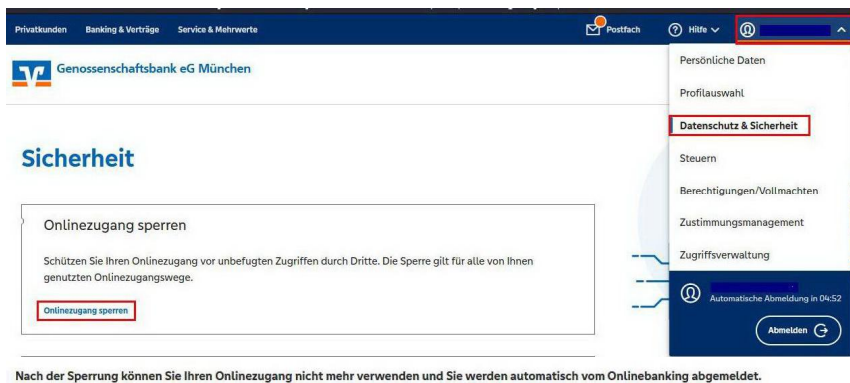 Privatkunden Banking & Verträge Service & Mehrwerte Postfach Hilfe
Genossenschaftsbank eG München
Persönliche Daten
Profilauswahl
Datenschutz & Sicherheit
Steuern
Berechtigungen/Vollmachten
Zustimmungsmanagement
Zugriffsverwaltung
Automatische Abmeldung in 04:52
Abmelden
Sicherheit
Onlinezugang sperren
Schützen Sie Ihren Onlinezugang vor unbefugten Zugriffen durch Dritte. Die Sperre gilt für alle von Ihnen
genutzten Onlinezugangswege.
Onlinezugang sperren
Nach der Sperrung können Sie Ihren Onlinezugang nicht mehr verwenden und Sie werden automatisch vom Onlinebanking abgemeldet.